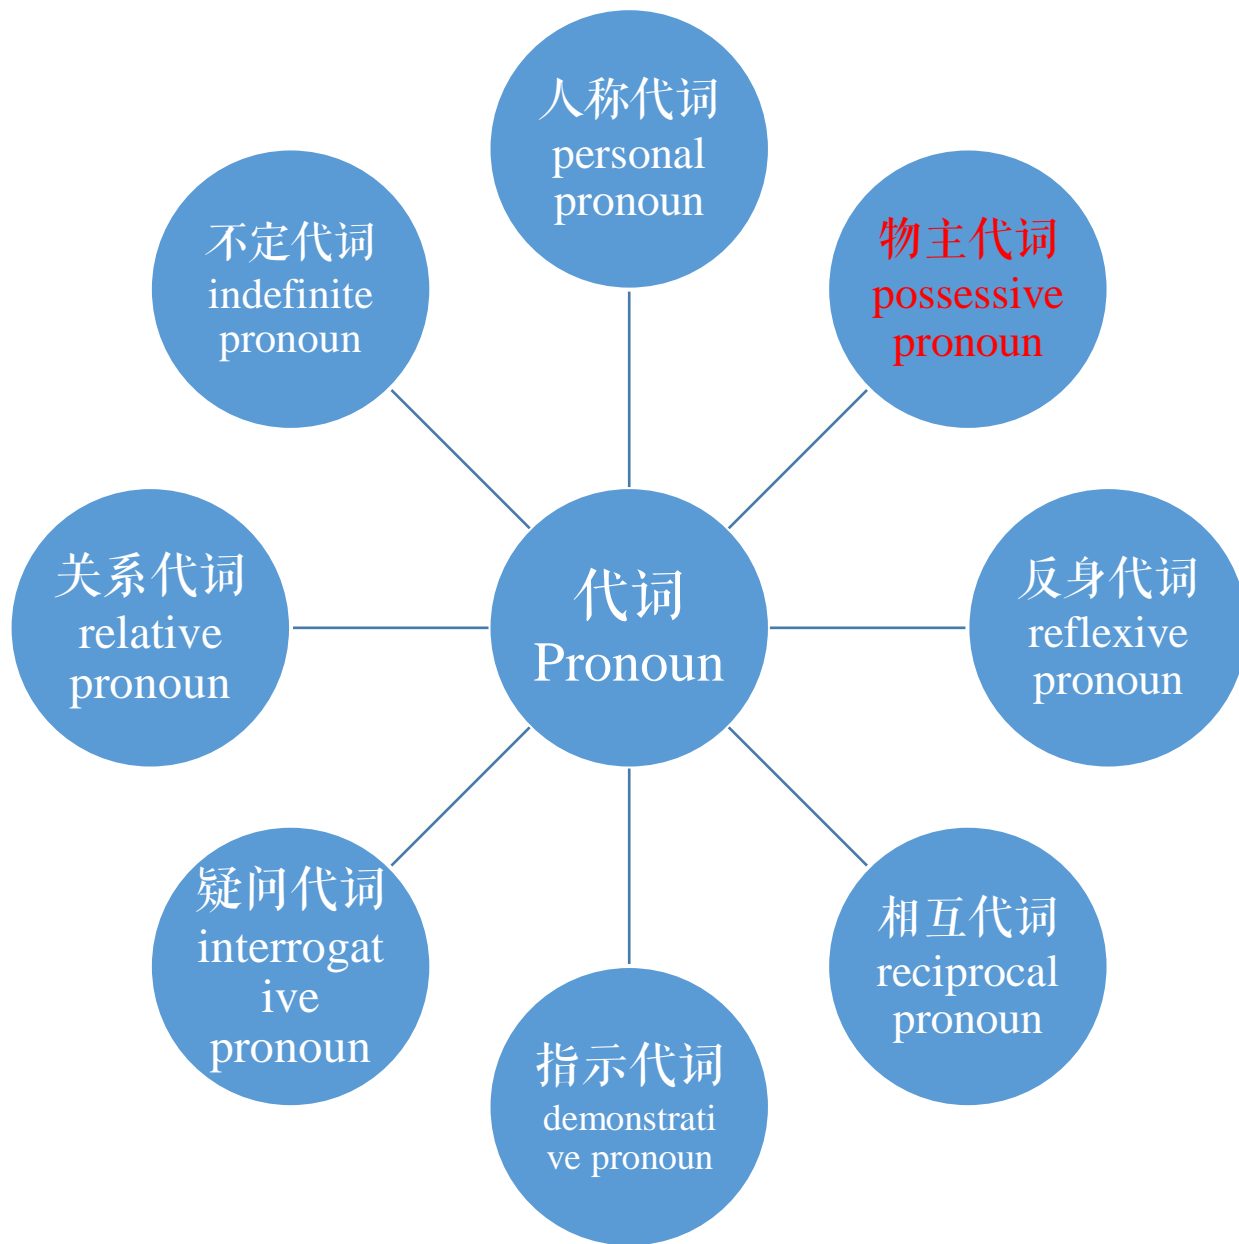 人称代词
personal
pronoun
物主代词
possessive
pronoun
反身代词
reflexive
pronoun
相互代词
reciprocal
pronoun
指示代词
demonstrati
ve pronoun
疑问代词
interrogat
ive
pronoun
关系代词
relative
pronoun
不定代词
indefinite
pronoun
代词
Pronoun